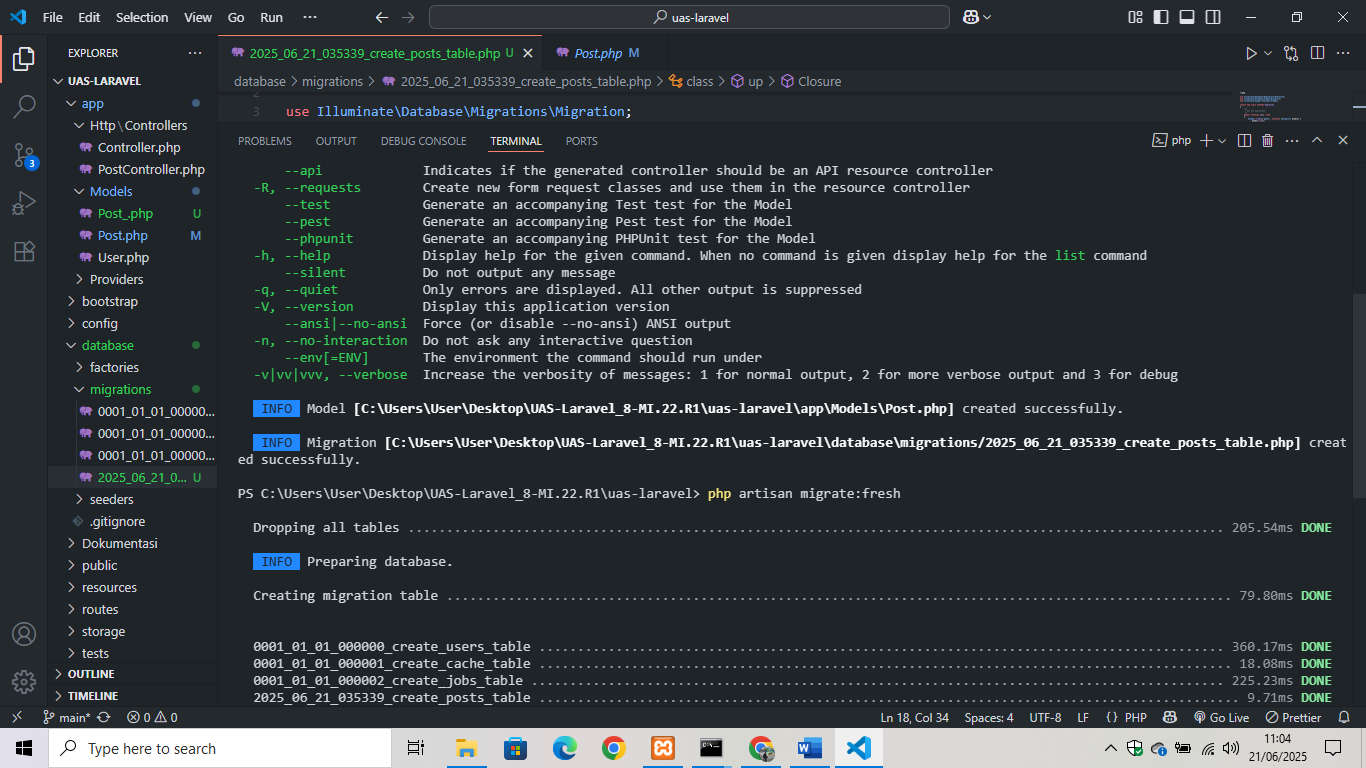 File Edit Selection View Go Run ··· uas-laravel
EXPLORER ···
UAS-LARAVEL
app
Http\Controllers
Controller.php
PostController.php
Models
Post_.php U
Post.php M
User.php
Providers
bootstrap
config
database
factories
migrations
0001_01_01_00000...
0001_01_01_00000...
0001_01_01_00000...
2025_06_21_0... U
seeders
.gitignore
Dokumentasi
public
resources
routes
storage
tests
OUTLINE
TIMELINE
3
2025_06_21_035339_create_posts_table.php U Post.php M
database > migrations > 2025_06_21_035339_create_posts_table.php > class > up > Closure
2
3 use Illuminate\Database\Migrations\Migration;
PROBLEMS OUTPUT DEBUG CONSOLE TERMINAL PORTS php ···
--api Indicates if the generated controller should be an API resource controller
-R, --requests Create new form request classes and use them in the resource controller
--test Generate an accompanying Test test for the Model
--pest Generate an accompanying Pest test for the Model
--phpunit Generate an accompanying PHPUnit test for the Model
-h, --help Display help for the given command. When no command is given display help for the list command
--silent Do not output any message
-q, --quiet Only errors are displayed. All other output is suppressed
-V, --version Display this application version
--ansi|--no-ansi Force (or disable --no-ansi) ANSI output
-n, --no-interaction Do not ask any interactive question
--env[=ENV] The environment the command should run under
-v|vv|vvv, --verbose Increase the verbosity of messages: 1 for normal output, 2 for more verbose output and 3 for debug
INFO Model [C:\Users\User\Desktop\UAS-Laravel_8-MI.22.R1\uas-laravel\app\Models\Post.php] created successfully.
INFO Migration [C:\Users\User\Desktop\UAS-Laravel_8-MI.22.R1\uas-laravel\database\migrations/2025_06_21_035339_create_posts_table.php] creat
ed successfully.
PS C:\Users\User\Desktop\UAS-Laravel_8-MI.22.R1\uas-laravel> php artisan migrate:fresh
Dropping all tables ........ 205.54ms DONE
INFO Preparing database.
Creating migration table ........ 79.80ms DONE
0001_01_01_000000_create_users_table ........ 360.17ms DONE
0001_01_01_000001_create_cache_table ........ 18.08ms DONE
0001_01_01_000002_create_jobs_table ........ 225.23ms DONE
2025_06_21_035339_create_posts_table ........ 9.71ms DONE
main* 0 0 Ln 18, Col 34 Spaces: 4 UTF-8 LF {} PHP Go Live Prettier
Type here to search
11:04
21/06/2025